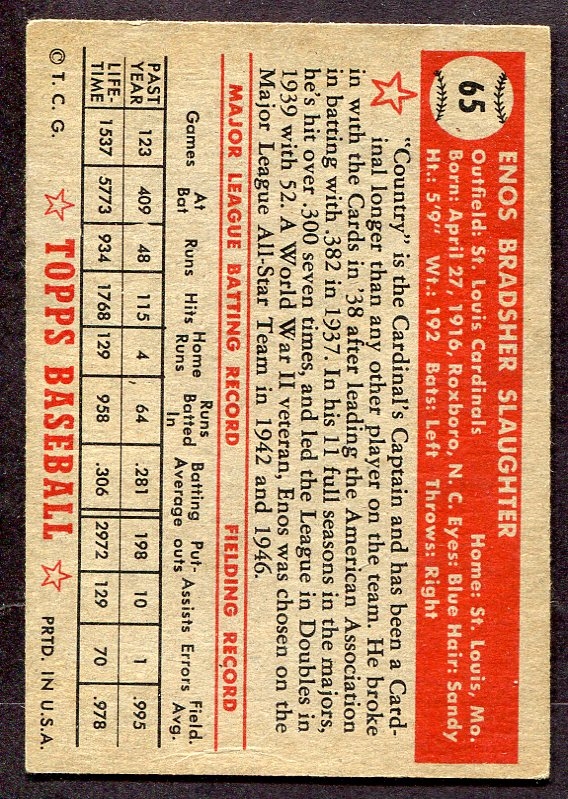 65
ENOS BRADSHER SLAUGHTER
Outfield: St. Louis Cardinals Home: St. Louis, Mo.
Born: April 27, 1916, Roxboro, N. C. Eyes: Blue Hair: Sandy
Ht.: 5'9" Wt.: 192 Bats: Left Throws: Right
"Country" is the Cardinal's Captain and has been a Card-
inal longer than any other player on the team. He broke
in with the Cards in '38 after leading the American Association
in batting with .382 in 1937. In his 11 full seasons in the majors,
he's hit over .300 seven times, and led the League in Doubles in
1939 with 52. A World War II veteran, Enos was chosen on the
Major League All-Star Team in 1942 and 1946.
MAJOR LEAGUE BATTING RECORD FIELDING RECORD
Games At Bat Runs Hits Home Runs Runs Batted In Batting Average Put-outs Assists Errors Field. Avg.
PAST YEAR 123 409 48 115 4 64 .281 198 10 1 .995
LIFE-TIME 1537 5773 934 1768 129 958 .306 2972 129 70 .978
© T. C. G. TOPPS BASEBALL PRTD. IN U.S.A.